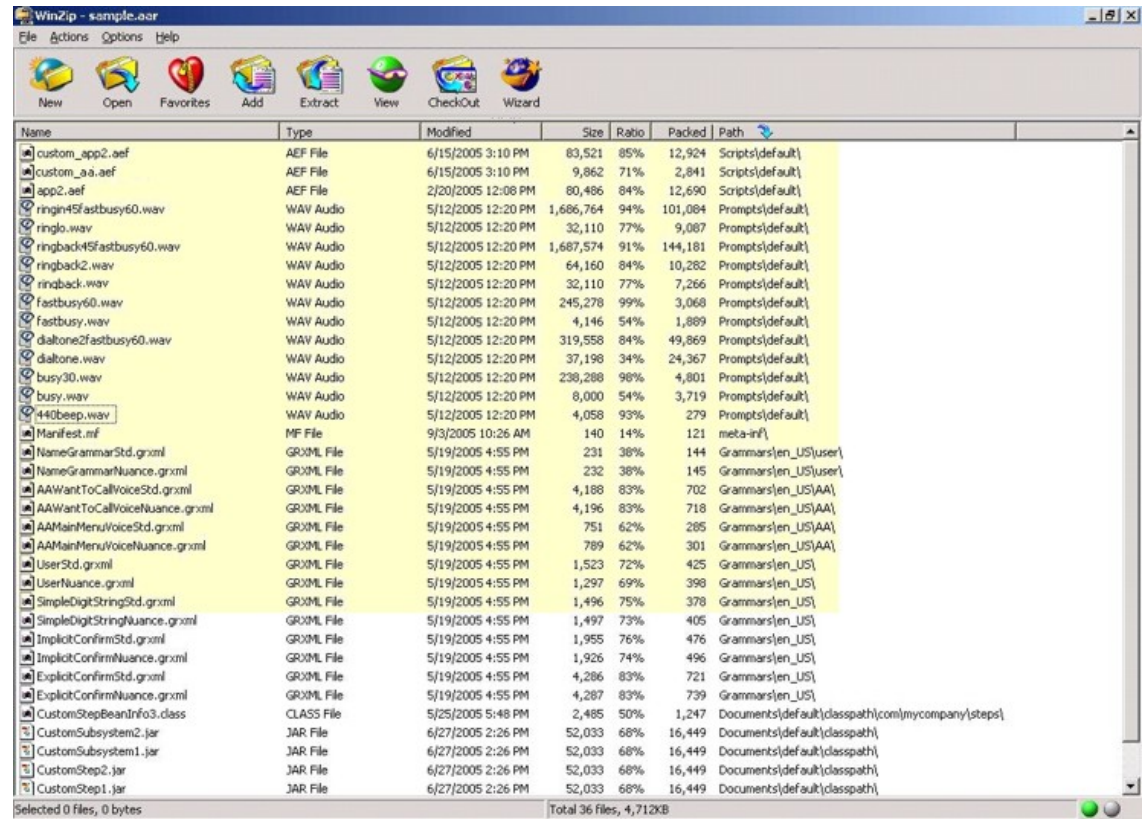 WinZip - sample.aar
File Actions Options Help
New Open Favorites Add Extract View CheckOut Wizard
Name Type Modified Size Ratio Packed Path
custom_app2.aef AEF File 6/15/2005 3:10 PM 83,521 85% 12,924 Scripts\default\
custom_aa.aef AEF File 6/15/2005 3:10 PM 9,862 71% 2,841 Scripts\default\
app2.aef AEF File 2/20/2005 12:08 PM 80,486 84% 12,690 Scripts\default\
ringin45fastbusy60.wav WAV Audio 5/12/2005 12:20 PM 1,686,764 94% 101,084 Prompts\default\
ringlo.wav WAV Audio 5/12/2005 12:20 PM 32,110 77% 9,087 Prompts\default\
ringback45fastbusy60.wav WAV Audio 5/12/2005 12:20 PM 1,687,574 91% 144,181 Prompts\default\
ringback2.wav WAV Audio 5/12/2005 12:20 PM 64,160 84% 10,282 Prompts\default\
ringback.wav WAV Audio 5/12/2005 12:20 PM 32,110 77% 7,266 Prompts\default\
fastbusy60.wav WAV Audio 5/12/2005 12:20 PM 245,278 99% 3,068 Prompts\default\
fastbusy.wav WAV Audio 5/12/2005 12:20 PM 4,146 54% 1,889 Prompts\default\
dialtone2fastbusy60.wav WAV Audio 5/12/2005 12:20 PM 319,558 84% 49,869 Prompts\default\
dialtone.wav WAV Audio 5/12/2005 12:20 PM 37,198 34% 24,367 Prompts\default\
busy30.wav WAV Audio 5/12/2005 12:20 PM 238,288 98% 4,801 Prompts\default\
busy.wav WAV Audio 5/12/2005 12:20 PM 8,000 54% 3,719 Prompts\default\
440beep.wav WAV Audio 5/12/2005 12:20 PM 4,058 93% 279 Prompts\default\
Manifest.mf MF File 9/3/2005 10:26 AM 140 14% 121 meta-inf\
NameGrammarStd.grxml GRXML File 5/19/2005 4:55 PM 231 38% 144 Grammars\en_US\user\
NameGrammarNuance.grxml GRXML File 5/19/2005 4:55 PM 232 38% 145 Grammars\en_US\user\
AAWantToCallVoiceStd.grxml GRXML File 5/19/2005 4:55 PM 4,188 83% 702 Grammars\en_US\AA\
AAWantToCallVoiceNuance.grxml GRXML File 5/19/2005 4:55 PM 4,196 83% 718 Grammars\en_US\AA\
AAMainMenuVoiceStd.grxml GRXML File 5/19/2005 4:55 PM 751 62% 285 Grammars\en_US\AA\
AAMainMenuVoiceNuance.grxml GRXML File 5/19/2005 4:55 PM 789 62% 301 Grammars\en_US\AA\
UserStd.grxml GRXML File 5/19/2005 4:55 PM 1,523 72% 425 Grammars\en_US\
UserNuance.grxml GRXML File 5/19/2005 4:55 PM 1,297 69% 398 Grammars\en_US\
SimpleDigitStringStd.grxml GRXML File 5/19/2005 4:55 PM 1,496 75% 378 Grammars\en_US\
SimpleDigitStringNuance.grxml GRXML File 5/19/2005 4:55 PM 1,497 73% 405 Grammars\en_US\
ImplicitConfirmStd.grxml GRXML File 5/19/2005 4:55 PM 1,955 76% 476 Grammars\en_US\
ImplicitConfirmNuance.grxml GRXML File 5/19/2005 4:55 PM 1,926 74% 496 Grammars\en_US\
ExplicitConfirmStd.grxml GRXML File 5/19/2005 4:55 PM 4,286 83% 721 Grammars\en_US\
ExplicitConfirmNuance.grxml GRXML File 5/19/2005 4:55 PM 4,287 83% 739 Grammars\en_US\
CustomStepBeanInfo3.class CLASS File 5/25/2005 5:48 PM 2,485 50% 1,247 Documents\default\classpath\com\mycompany\steps\
CustomSubsystem2.jar JAR File 6/27/2005 2:26 PM 52,033 68% 16,449 Documents\default\classpath\
CustomSubsystem1.jar JAR File 6/27/2005 2:26 PM 52,033 68% 16,449 Documents\default\classpath\
CustomStep2.jar JAR File 6/27/2005 2:26 PM 52,033 68% 16,449 Documents\default\classpath\
CustomStep1.jar JAR File 6/27/2005 2:26 PM 52,033 68% 16,449 Documents\default\classpath\
Selected 0 files, 0 bytes Total 36 files, 4,712KB